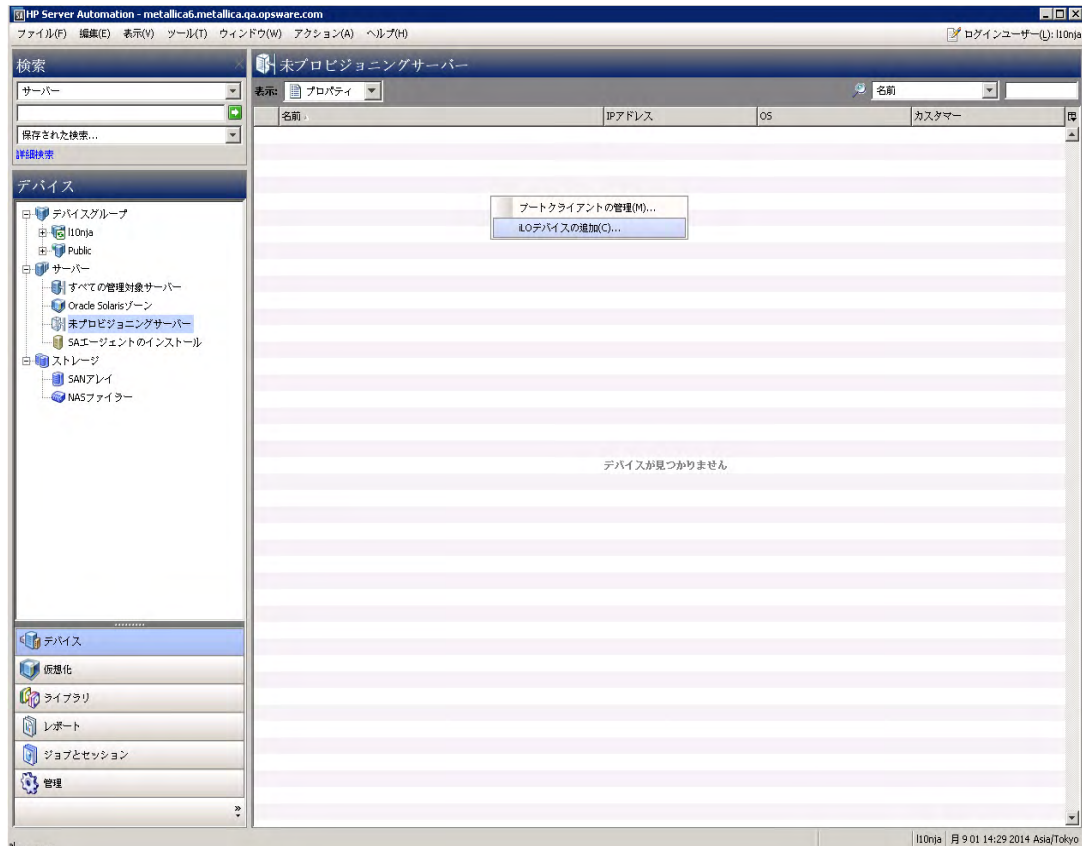 HP Server Automation - metallica6.metallica.qa.opsware.com
ファイル(F) 編集(E) 表示(V) ツール(T) ウィンドウ(W) アクション(A) ヘルプ(H)
ログインユーザー(L): l10nja
検索
サーバー
保存された検索...
詳細検索
デバイス
デバイスグループ
l10nja
Public
サーバー
すべての管理対象サーバー
Oracle Solarisゾーン
未プロビジョニングサーバー
SAエージェントのインストール
ストレージ
SANアレイ
NASファイラー
デバイス
仮想化
ライブラリ
レポート
ジョブとセッション
管理
未プロビジョニングサーバー
表示: プロパティ
名前
名前 IPアドレス OS カスタマー
ブートクライアントの管理(M)...
iLOデバイスの追加(C)...
デバイスが見つかりません
l10nja 月 9 01 14:29 2014 Asia/Tokyo